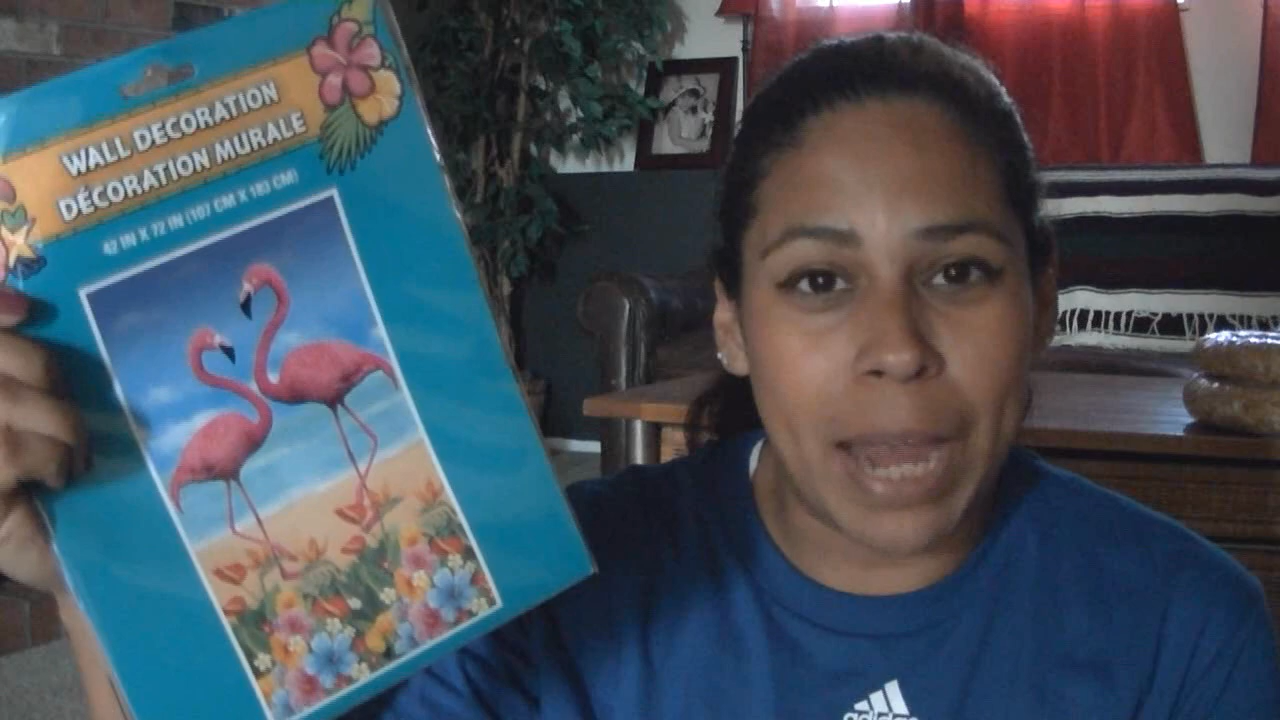 WALL DECORATION
DÉCORATION MURALE
42 IN X 72 IN (107 CM X 183 CM)
adidas